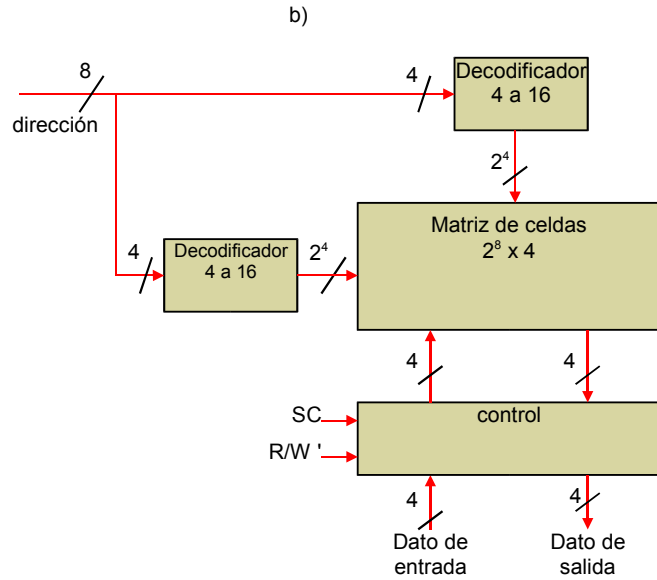 b)
8
4
Decodificador
4 a 16
dirección
2⁴
Matriz de celdas
2⁸ x 4
4
Decodificador
4 a 16
2⁴
4
4
SC
control
R/W '
4
4
Dato de
entrada
Dato de
salida